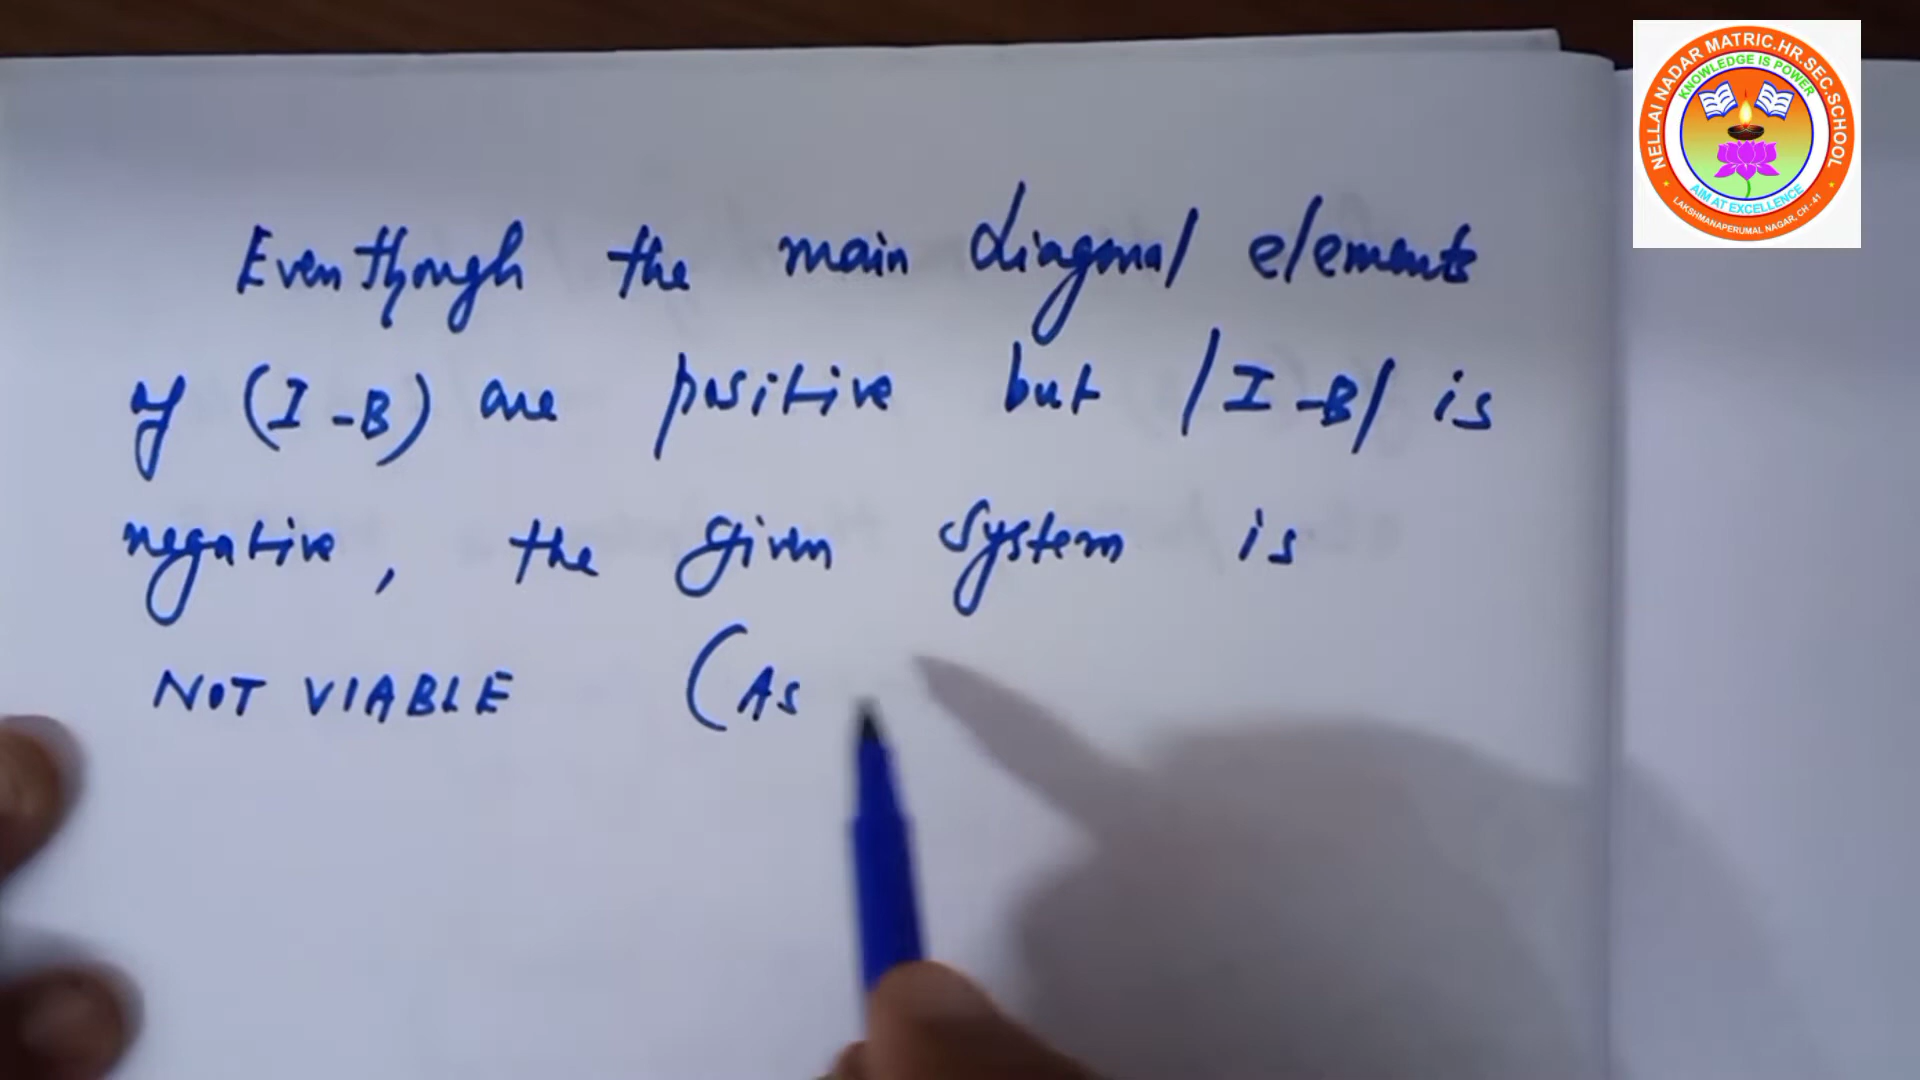 Eventhough the main diagonal elements
of (I-B) are positive but |I-B| is
negative, the given system is
NOT VIABLE (As
NELLAI NADAR MATRIC.HR.SEC.SCHOOL
KNOWLEDGE IS POWER
AIM AT EXCELLENCE
LAKSHMANAPERUMAL NAGAR, CH - 41